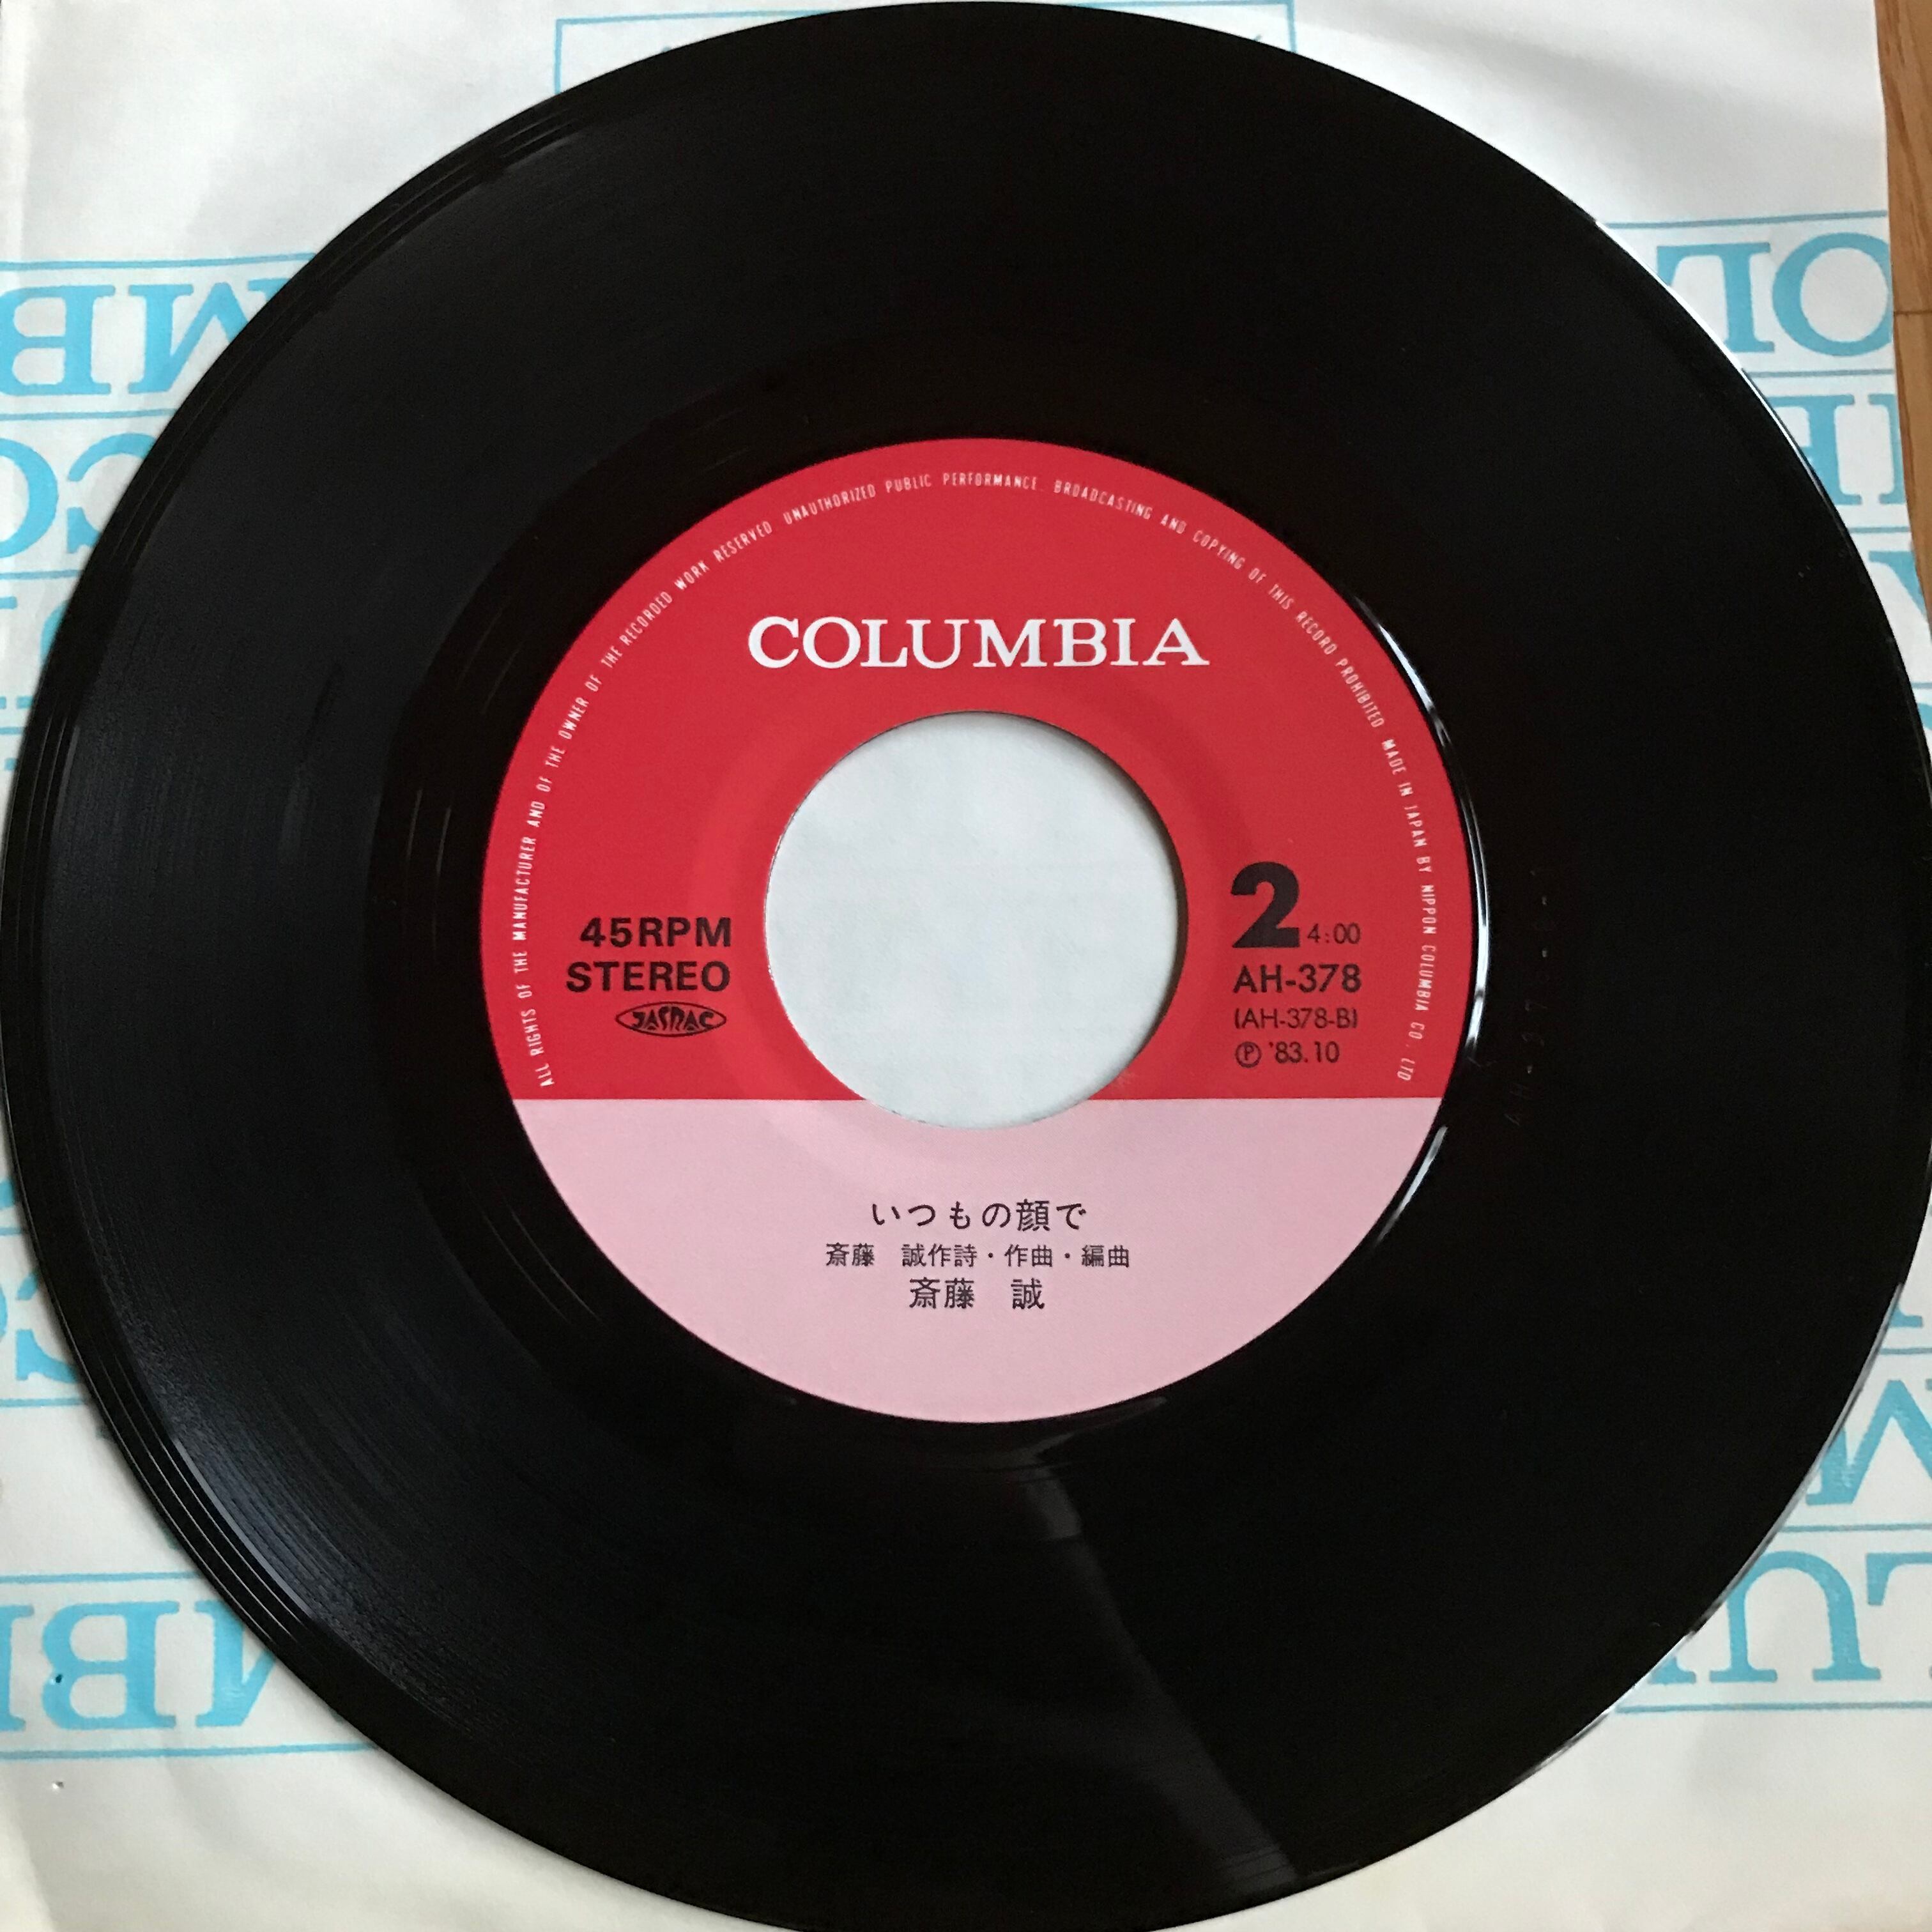 ALL RIGHTS OF THE MANUFACTURER AND OF THE OWNER OF THE RECORDED WORK RESERVED UNAUTHORIZED PUBLIC PERFORMANCE. BROADCASTING AND COPYING OF THIS RECORD PROHIBITED MADE IN JAPAN BY NIPPON COLUMBIA CO., LTD
COLUMBIA
45RPM
STEREO
JASRAC
2 4:00
AH-378
(AH-378-B)
Ⓟ '83.10
いつもの顔で
斎藤 誠作詩・作曲・編曲
斎藤 誠